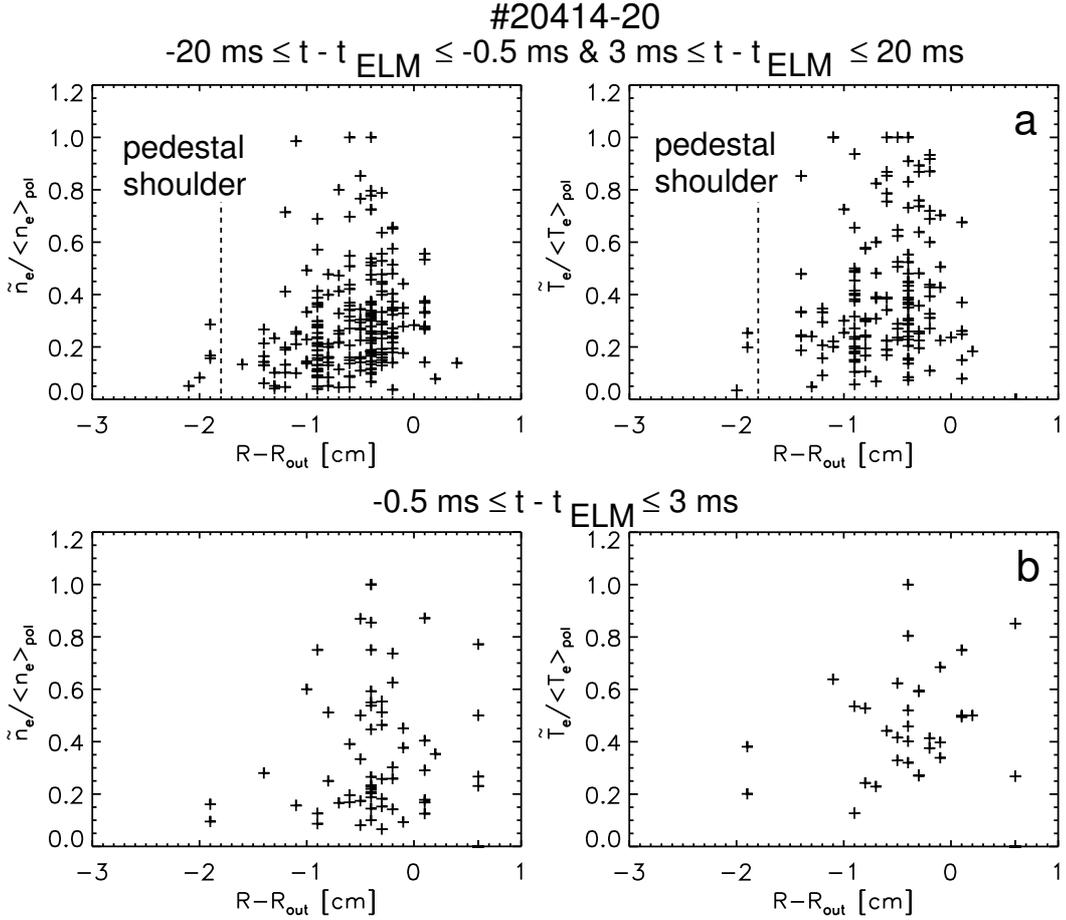 #20414-20
-20 ms ≤ t - t ELM ≤ -0.5 ms & 3 ms ≤ t - t ELM ≤ 20 ms
1.2
1.0
0.8
0.6
0.4
0.2
0.0
ñe/<ne>pol
pedestal
shoulder
-3 -2 -1 0 1
R-Rout [cm]
1.2
1.0
0.8
0.6
0.4
0.2
0.0
T̃e/<Te>pol
pedestal
shoulder
a
-3 -2 -1 0 1
R-Rout [cm]
-0.5 ms ≤ t - t ELM ≤ 3 ms
1.2
1.0
0.8
0.6
0.4
0.2
0.0
ñe/<ne>pol
-3 -2 -1 0 1
R-Rout [cm]
1.2
1.0
0.8
0.6
0.4
0.2
0.0
T̃e/<Te>pol
b
-3 -2 -1 0 1
R-Rout [cm]